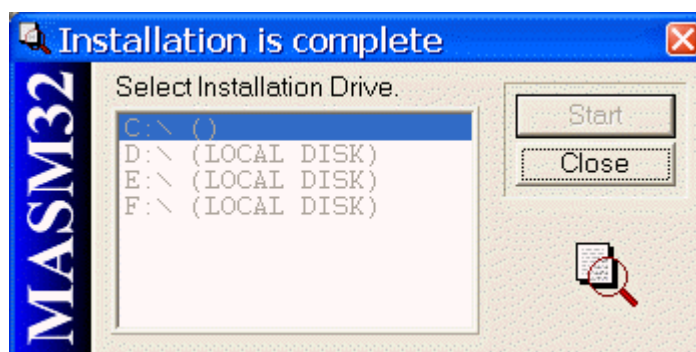 Installation is complete
MASM32
Select Installation Drive.
C:\ ()
D:\ (LOCAL DISK)
E:\ (LOCAL DISK)
F:\ (LOCAL DISK)
Start
Close